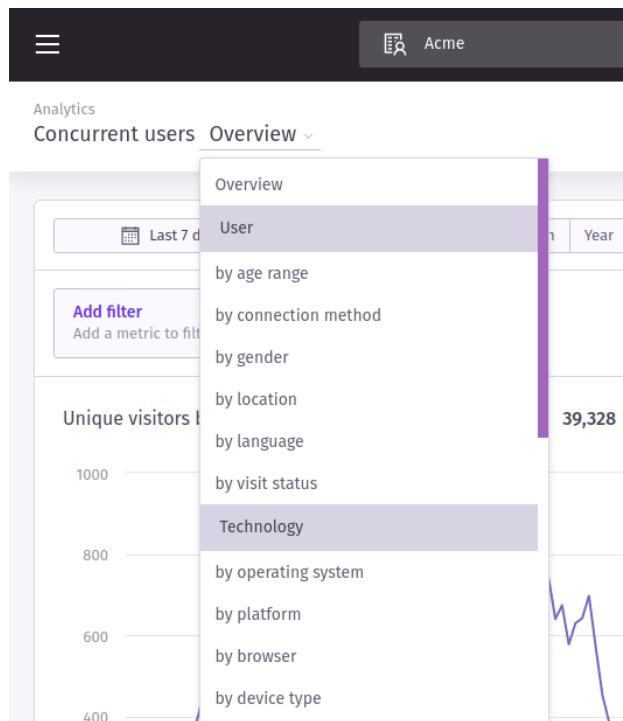 Acme
Analytics
Concurrent users Overview
Overview
User
by age range
by connection method
by gender
by location
by language
by visit status
Technology
by operating system
by platform
by browser
by device type
Last 7 d
Year
Add filter
Add a metric to filt
Unique visitors
39,328
1000
800
600
400